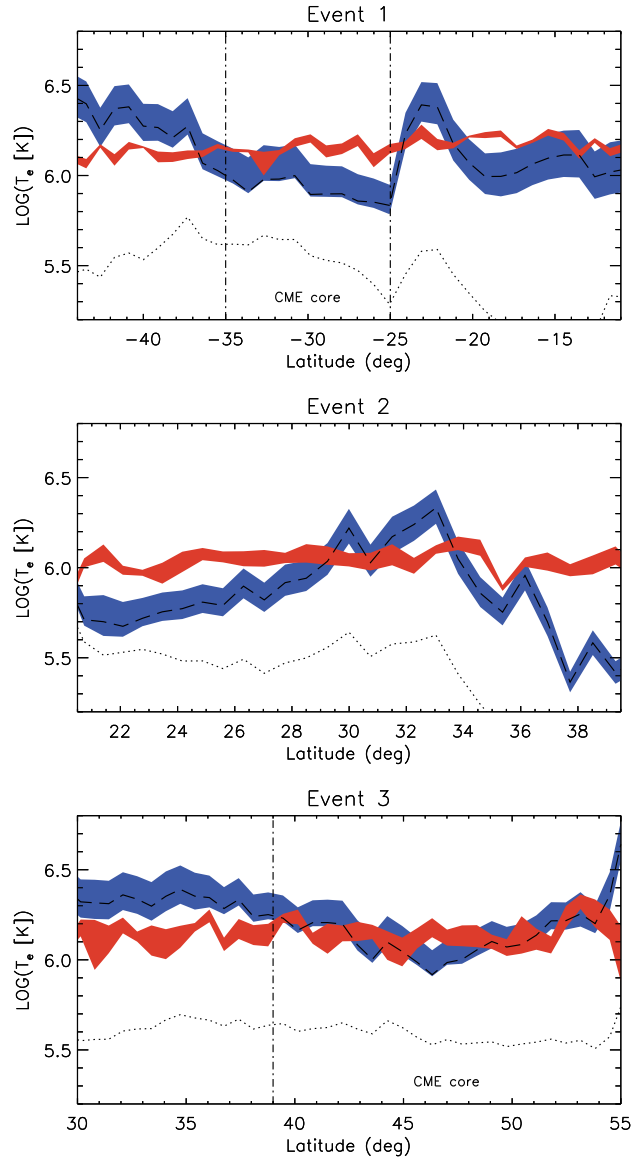 Event 1
LOG(Te [K])
6.5
6.0
5.5
CME core
-40
-35
-30
-25
-20
-15
Latitude (deg)
Event 2
LOG(Te [K])
6.5
6.0
5.5
22
24
26
28
30
32
34
36
38
Latitude (deg)
Event 3
LOG(Te [K])
6.5
6.0
5.5
CME core
30
35
40
45
50
55
Latitude (deg)